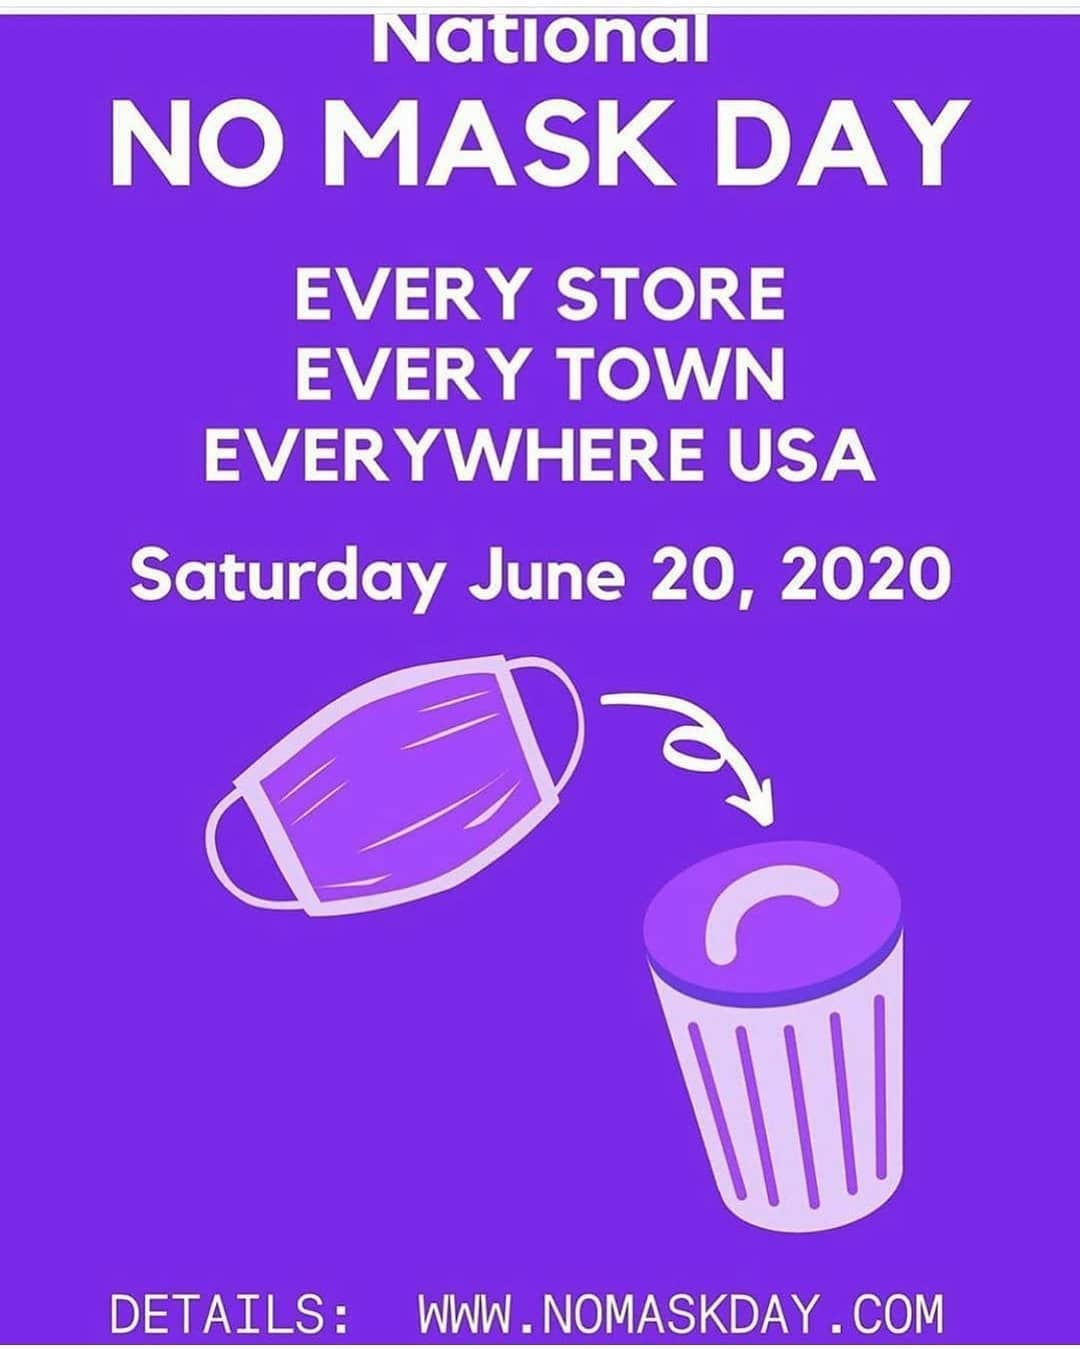 National
NO MASK DAY
EVERY STORE
EVERY TOWN
EVERYWHERE USA
Saturday June 20, 2020
DETAILS: WWW.NOMASKDAY.COM